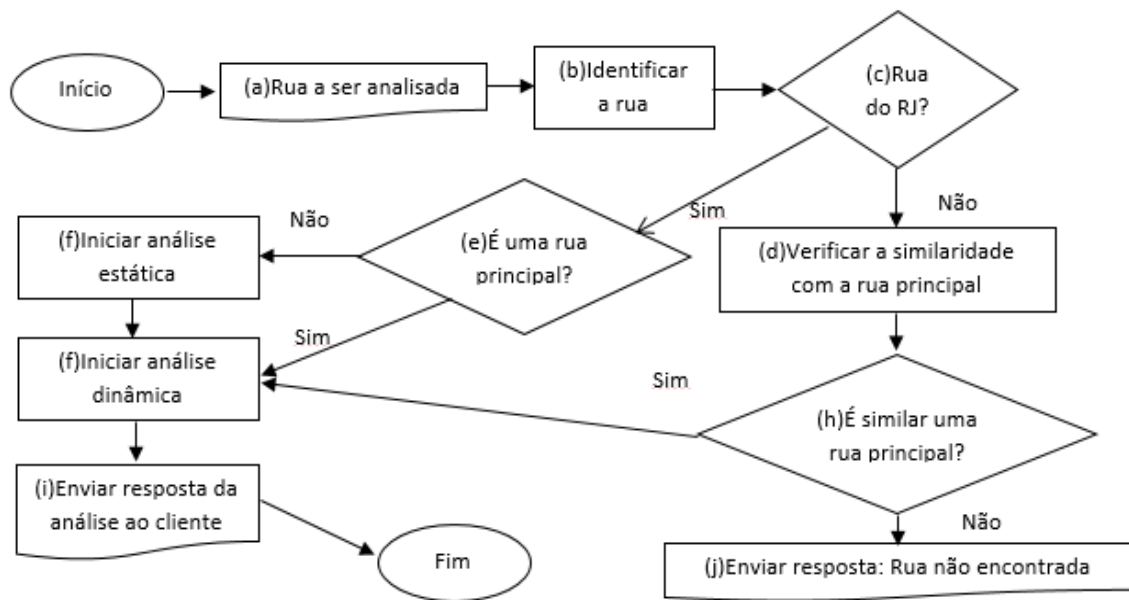 Início
(a)Rua a ser analisada
(b)Identificar
a rua
(c)Rua
do RJ?
Sim
Não
(d)Verificar a similaridade
com a rua principal
(e)É uma rua
principal?
Não
(f)Iniciar análise
estática
Sim
(f)Iniciar análise
dinâmica
Sim
(h)É similar uma
rua principal?
(i)Enviar resposta da
análise ao cliente
Fim
Não
(j)Enviar resposta: Rua não encontrada